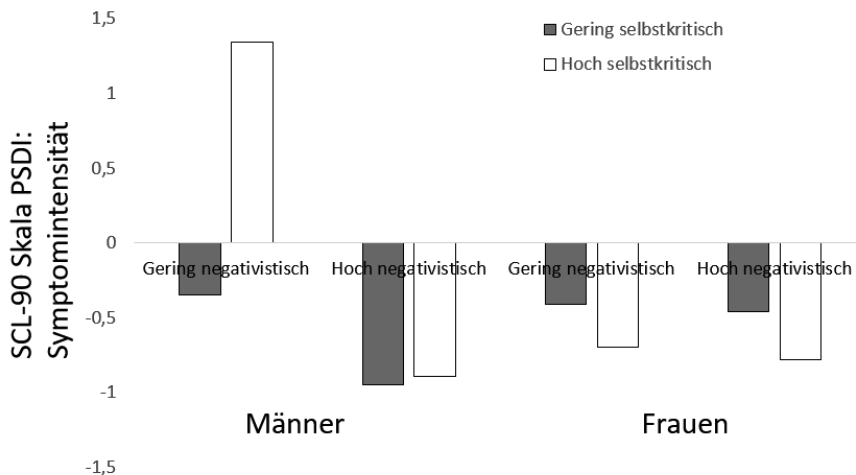 1,5
Gering selbstkritisch
Hoch selbstkritisch
1
0,5
0
Gering negativistisch Hoch negativistisch Gering negativistisch Hoch negativistisch
-0,5
-1
Männer Frauen
-1,5
SCL-90 Skala PSDI:
Symptomintensität